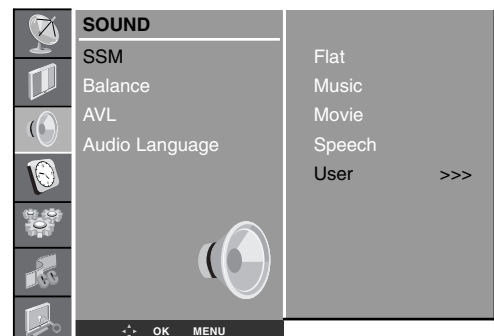 SOUND
SSM
Balance
AVL
Audio Language
Flat
Music
Movie
Speech
User >>>
OK MENU